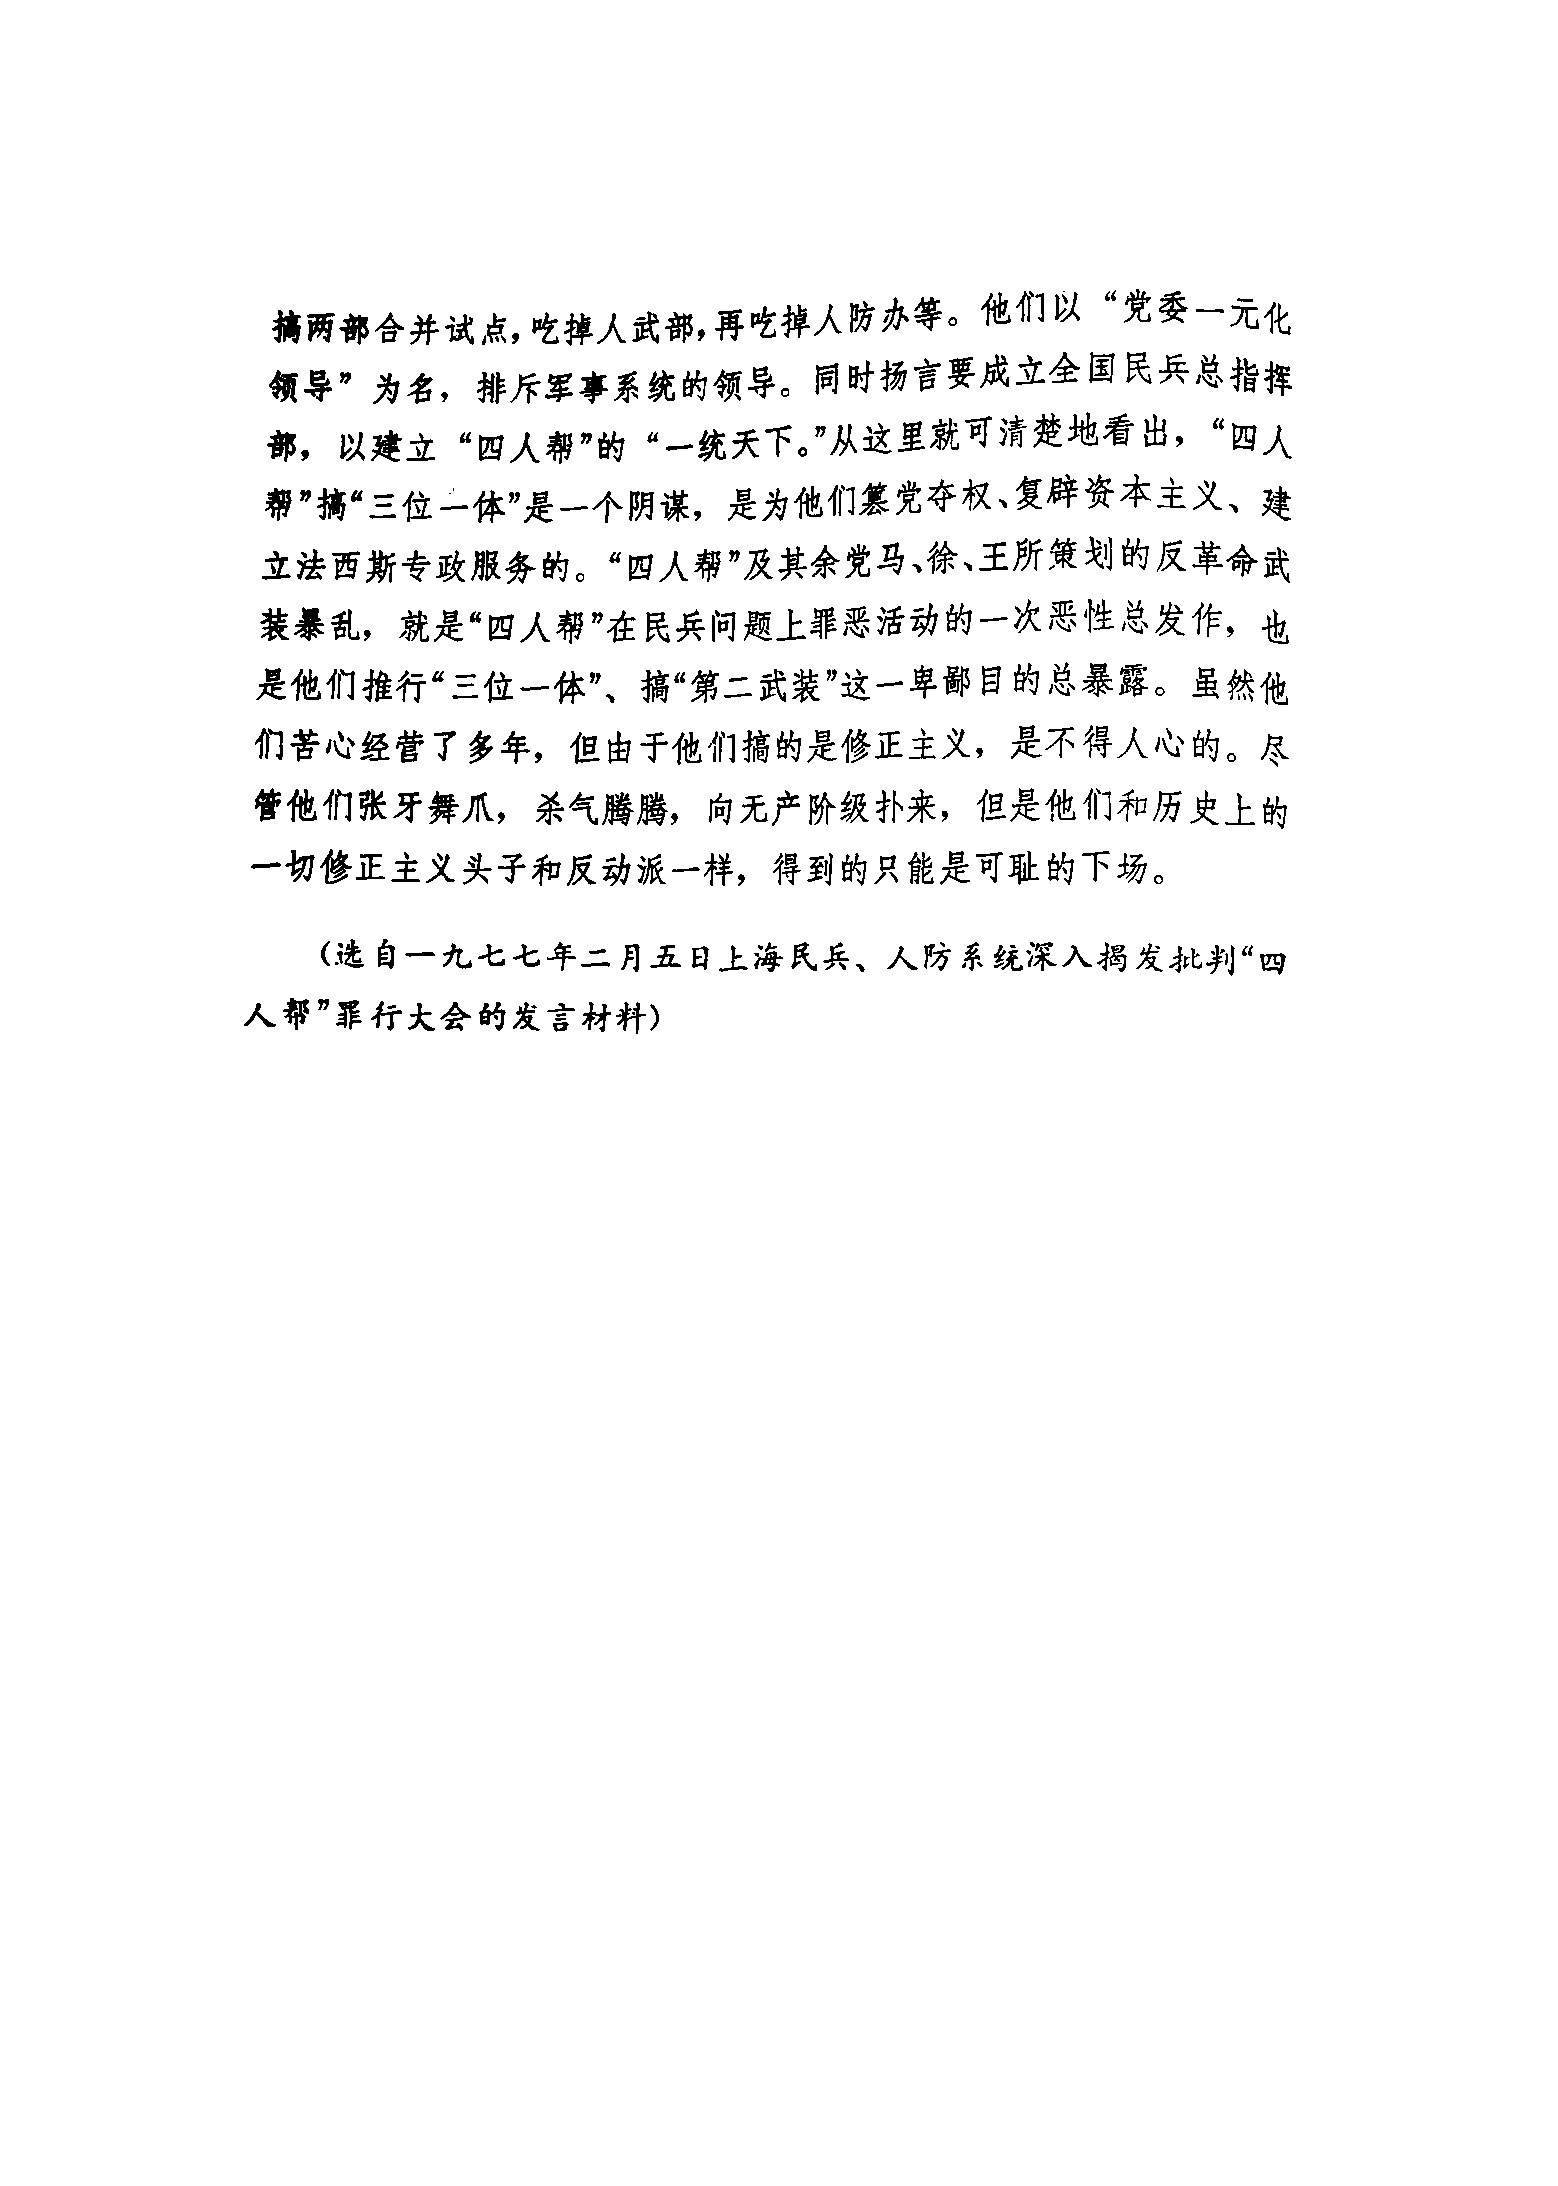 搞两部合并试点，吃掉人武部，再吃掉人防办等。他们以“党委一元化
领导”为名，排斥军事系统的领导。同时扬言要成立全国民兵总指挥
部，以建立“四人帮”的“一统天下。”从这里就可清楚地看出，“四人
帮”搞“三位一体”是一个阴谋，是为他们篡党夺权、复辟资本主义、建
立法西斯专政服务的。“四人帮”及其余党马、徐、王所策划的反革命武
装暴乱，就是“四人帮”在民兵问题上罪恶活动的一次恶性总发作，也
是他们推行“三位一体”、搞“第二武装”这一卑鄙目的总暴露。虽然他
们苦心经营了多年，但由于他们搞的是修正主义，是不得人心的。尽
管他们张牙舞爪，杀气腾腾，向无产阶级扑来，但是他们和历史上的
一切修正主义头子和反动派一样，得到的只能是可耻的下场。
（选自一九七七年二月五日上海民兵、人防系统深入揭发批判“四
人帮”罪行大会的发言材料）